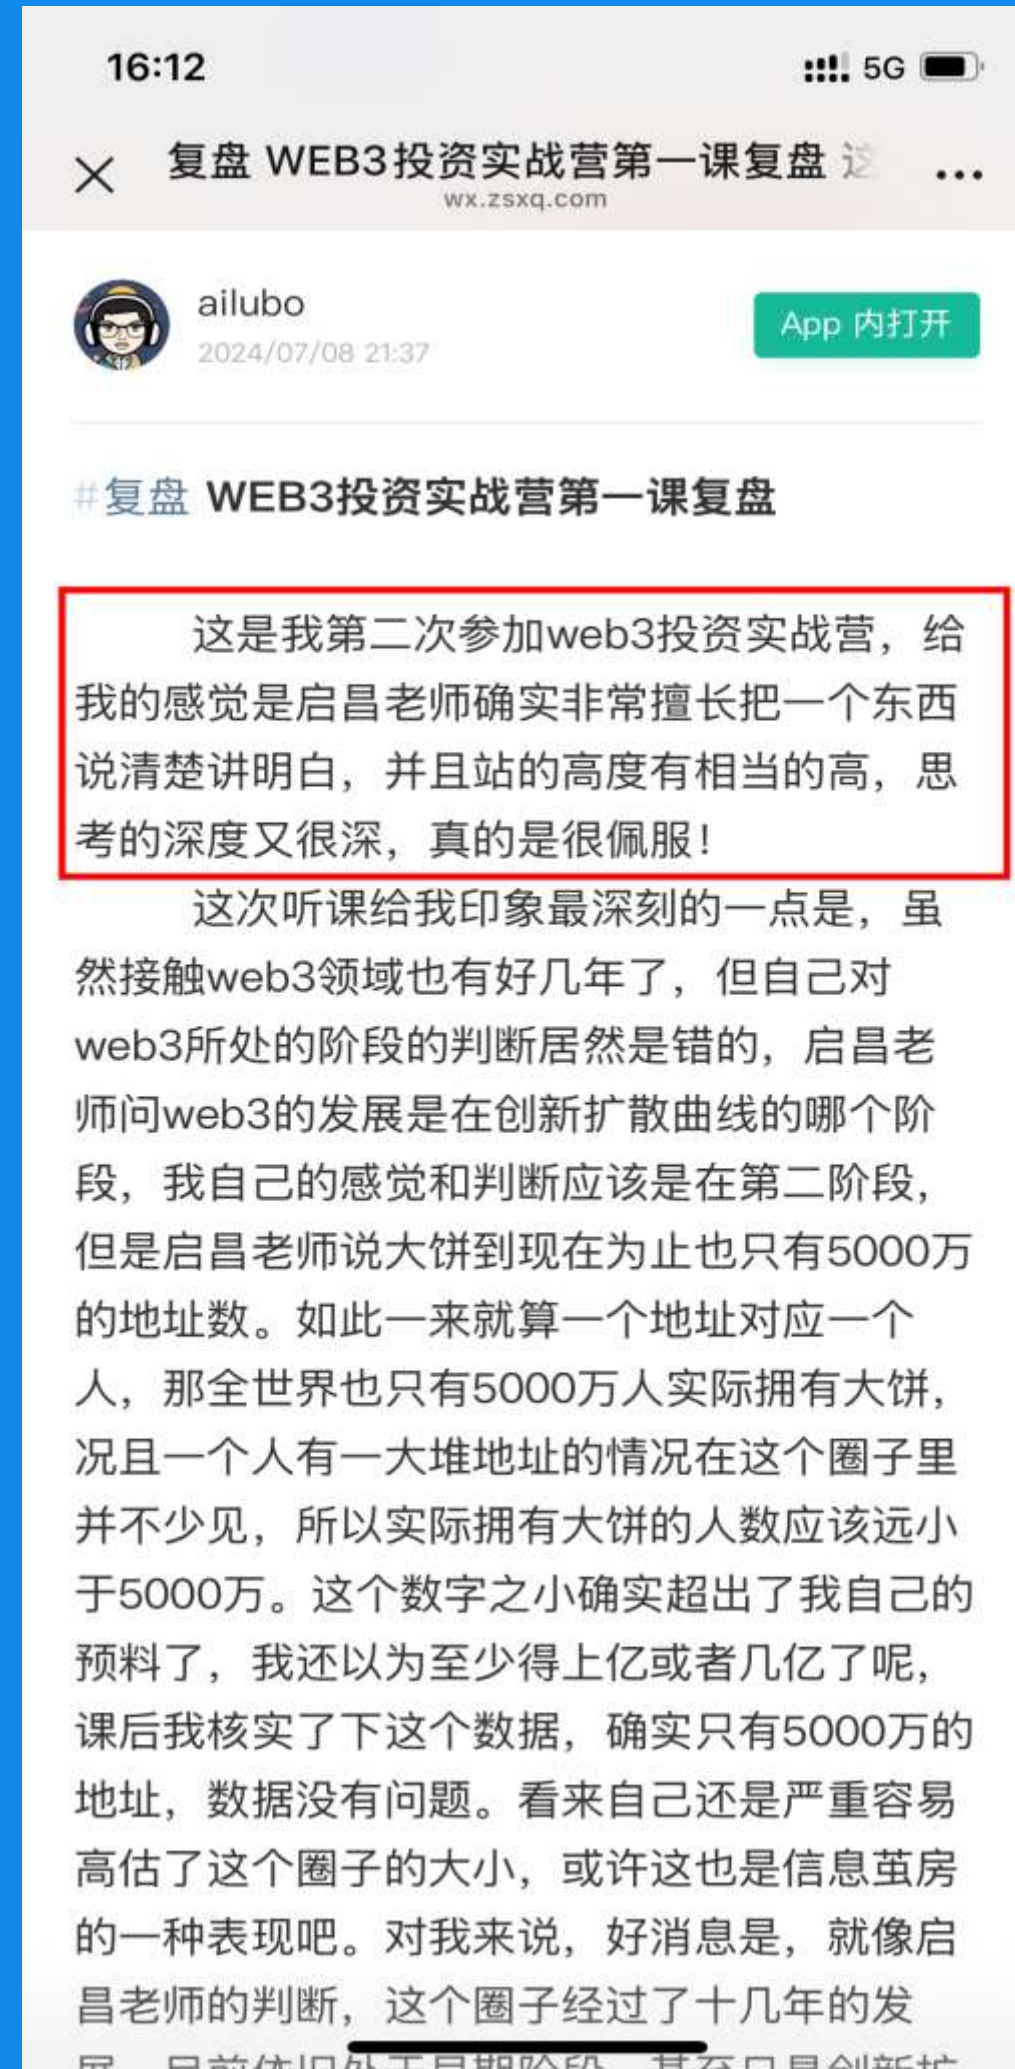 16:12
5G
复盘 WEB3投资实战营第一课复盘 这
wx.zsxq.com
ailubo
2024/07/08 21:37
App 内打开
#复盘 WEB3投资实战营第一课复盘
这是我第二次参加web3投资实战营，给
我的感觉是启昌老师确实非常擅长把一个东西
说清楚讲明白，并且站的高度有相当的高，思
考的深度又很深，真的是很佩服！
这次听课给我印象最深刻的一点是，虽
然接触web3领域也有好几年了，但自己对
web3所处的阶段的判断居然是错的，启昌老
师问web3的发展是在创新扩散曲线的哪个阶
段，我自己的感觉和判断应该是在第二阶段，
但是启昌老师说大饼到现在为止也只有5000万
的地址数。如此一来就算一个地址对应一个
人，那全世界也只有5000万人实际拥有大饼，
况且一个人有一大堆地址的情况在这个圈子里
并不少见，所以实际拥有大饼的人数应该远小
于5000万。这个数字之小确实超出了我自己的
预料了，我还以为至少得上亿或者几亿了呢，
课后我核实了下这个数据，确实只有5000万的
地址，数据没有问题。看来自己还是严重容易
高估了这个圈子的大小，或许这也是信息茧房
的一种表现吧。对我来说，好消息是，就像启
昌老师的判断，这个圈子经过了十几年的发
展，目前依旧处于早期阶段，甚至只是创新扩